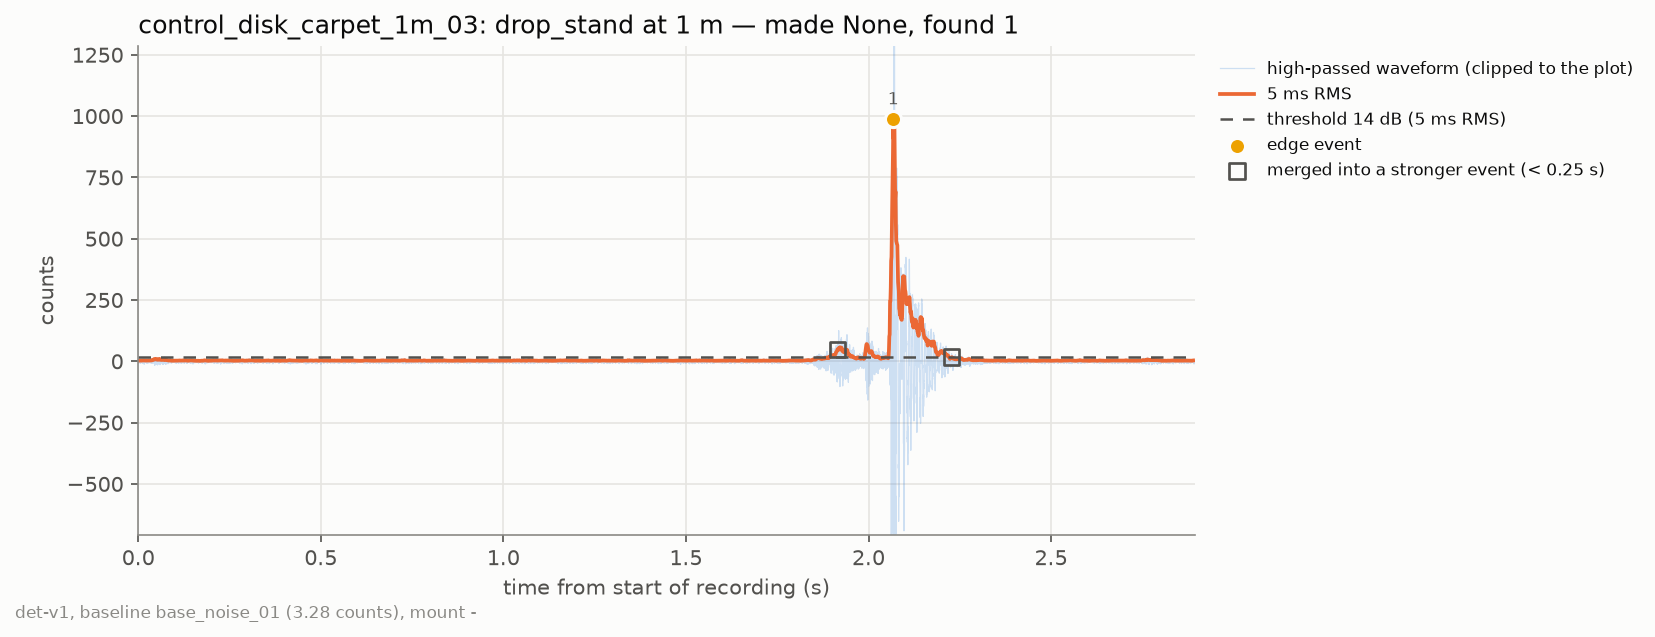 control_disk_carpet_1m_03: drop_stand at 1 m — made None, found 1
high-passed waveform (clipped to the plot)
5 ms RMS
threshold 14 dB (5 ms RMS)
edge event
merged into a stronger event (< 0.25 s)
1
counts
1250
1000
750
500
250
0
−250
−500
0.0 0.5 1.0 1.5 2.0 2.5
time from start of recording (s)
det-v1, baseline base_noise_01 (3.28 counts), mount -